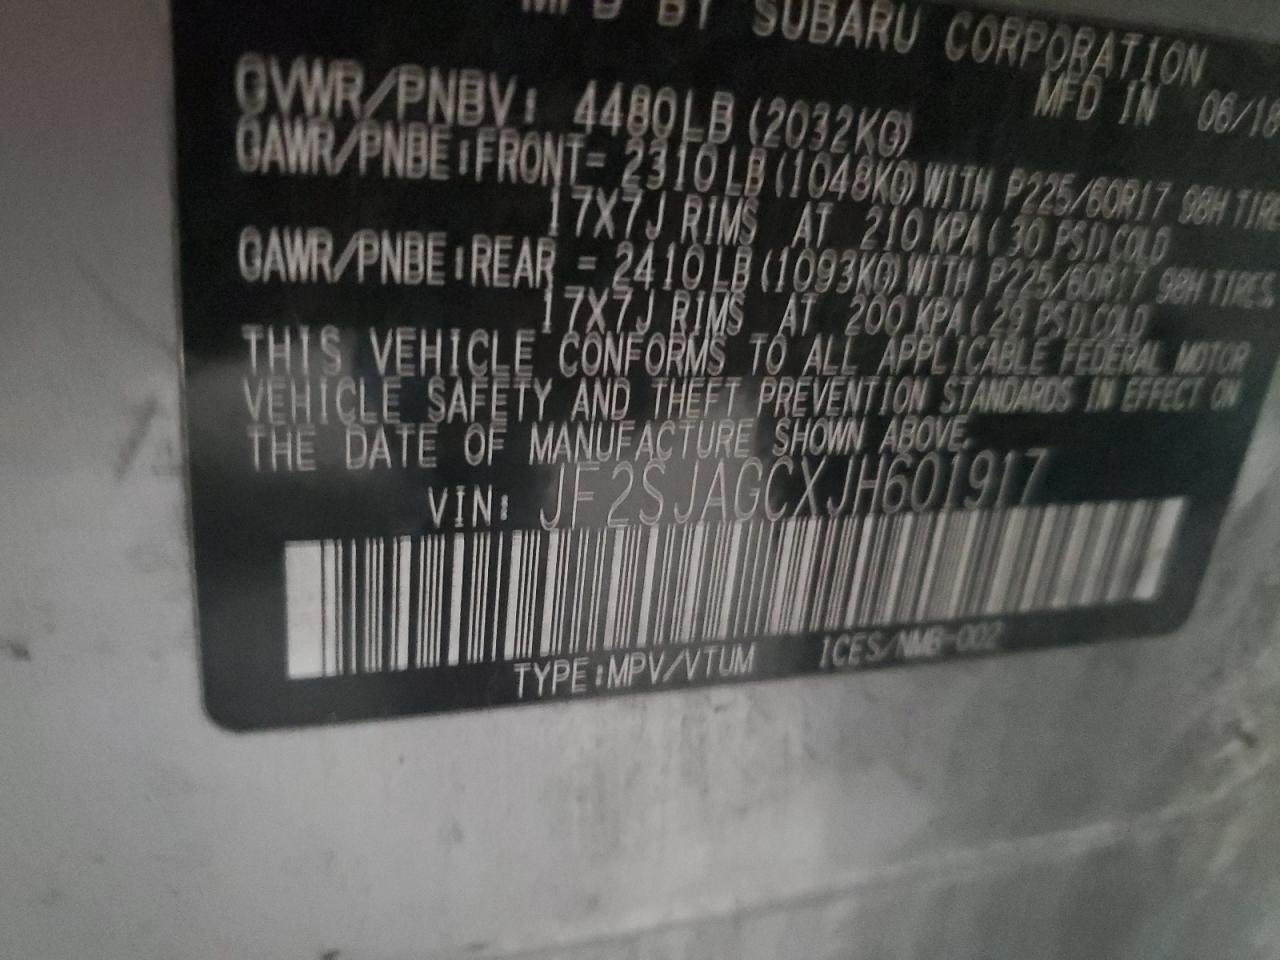 MFD BY SUBARU CORPORATION
MFD IN 06/18
GVWR/PNBV: 4480LB (2032KG)
GAWR/PNBE:FRONT= 2310LB (1048KG) WITH P225/60R17 98H TIRE
17X7J RIMS AT 210 KPA( 30 PSI)COLD
GAWR/PNBE:REAR = 2410LB (1093KG) WITH P225/60R17 98H TIRES
17X7J RIMS AT 200 KPA( 29 PSI)COLD
THIS VEHICLE CONFORMS TO ALL APPLICABLE FEDERAL MOTOR
VEHICLE SAFETY AND THEFT PREVENTION STANDARDS IN EFFECT ON
THE DATE OF MANUFACTURE SHOWN ABOVE.
VIN: JF2SJAGCXJH601917
TYPE:MPV/VTUM ICES/NMB-002